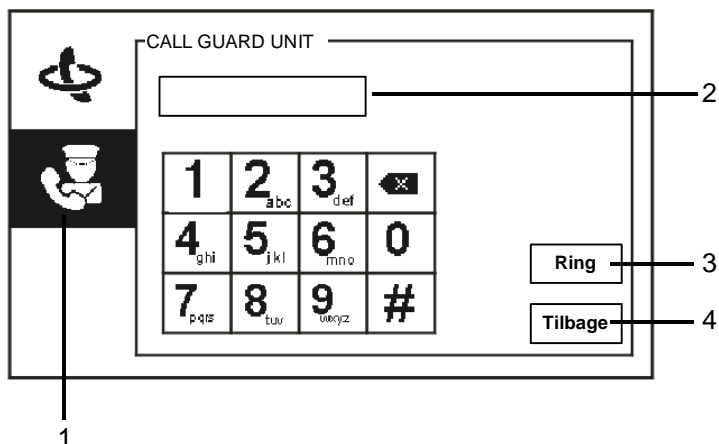 CALL GUARD UNIT
2
1 2 abc 3 def
4 ghi 5 jkl 6 mno 0
Ring 3
7 pqrs 8 tuv 9 wxyz #
Tilbage 4
1